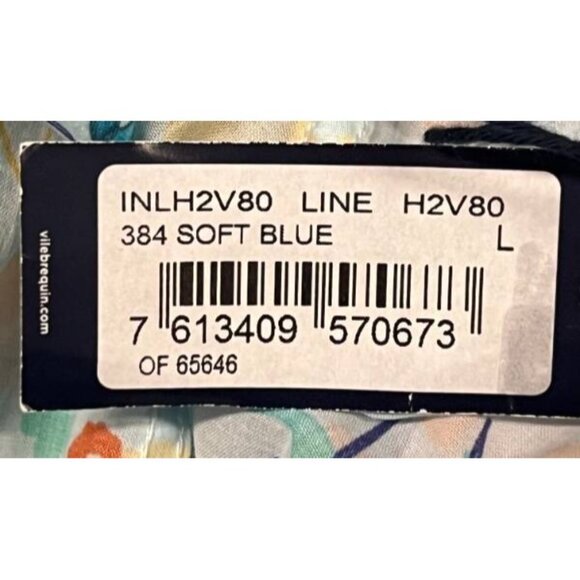 INLH2V80 LINE H2V80
384 SOFT BLUE L
7 613409 570673
OF 65646
vilebrequin.com